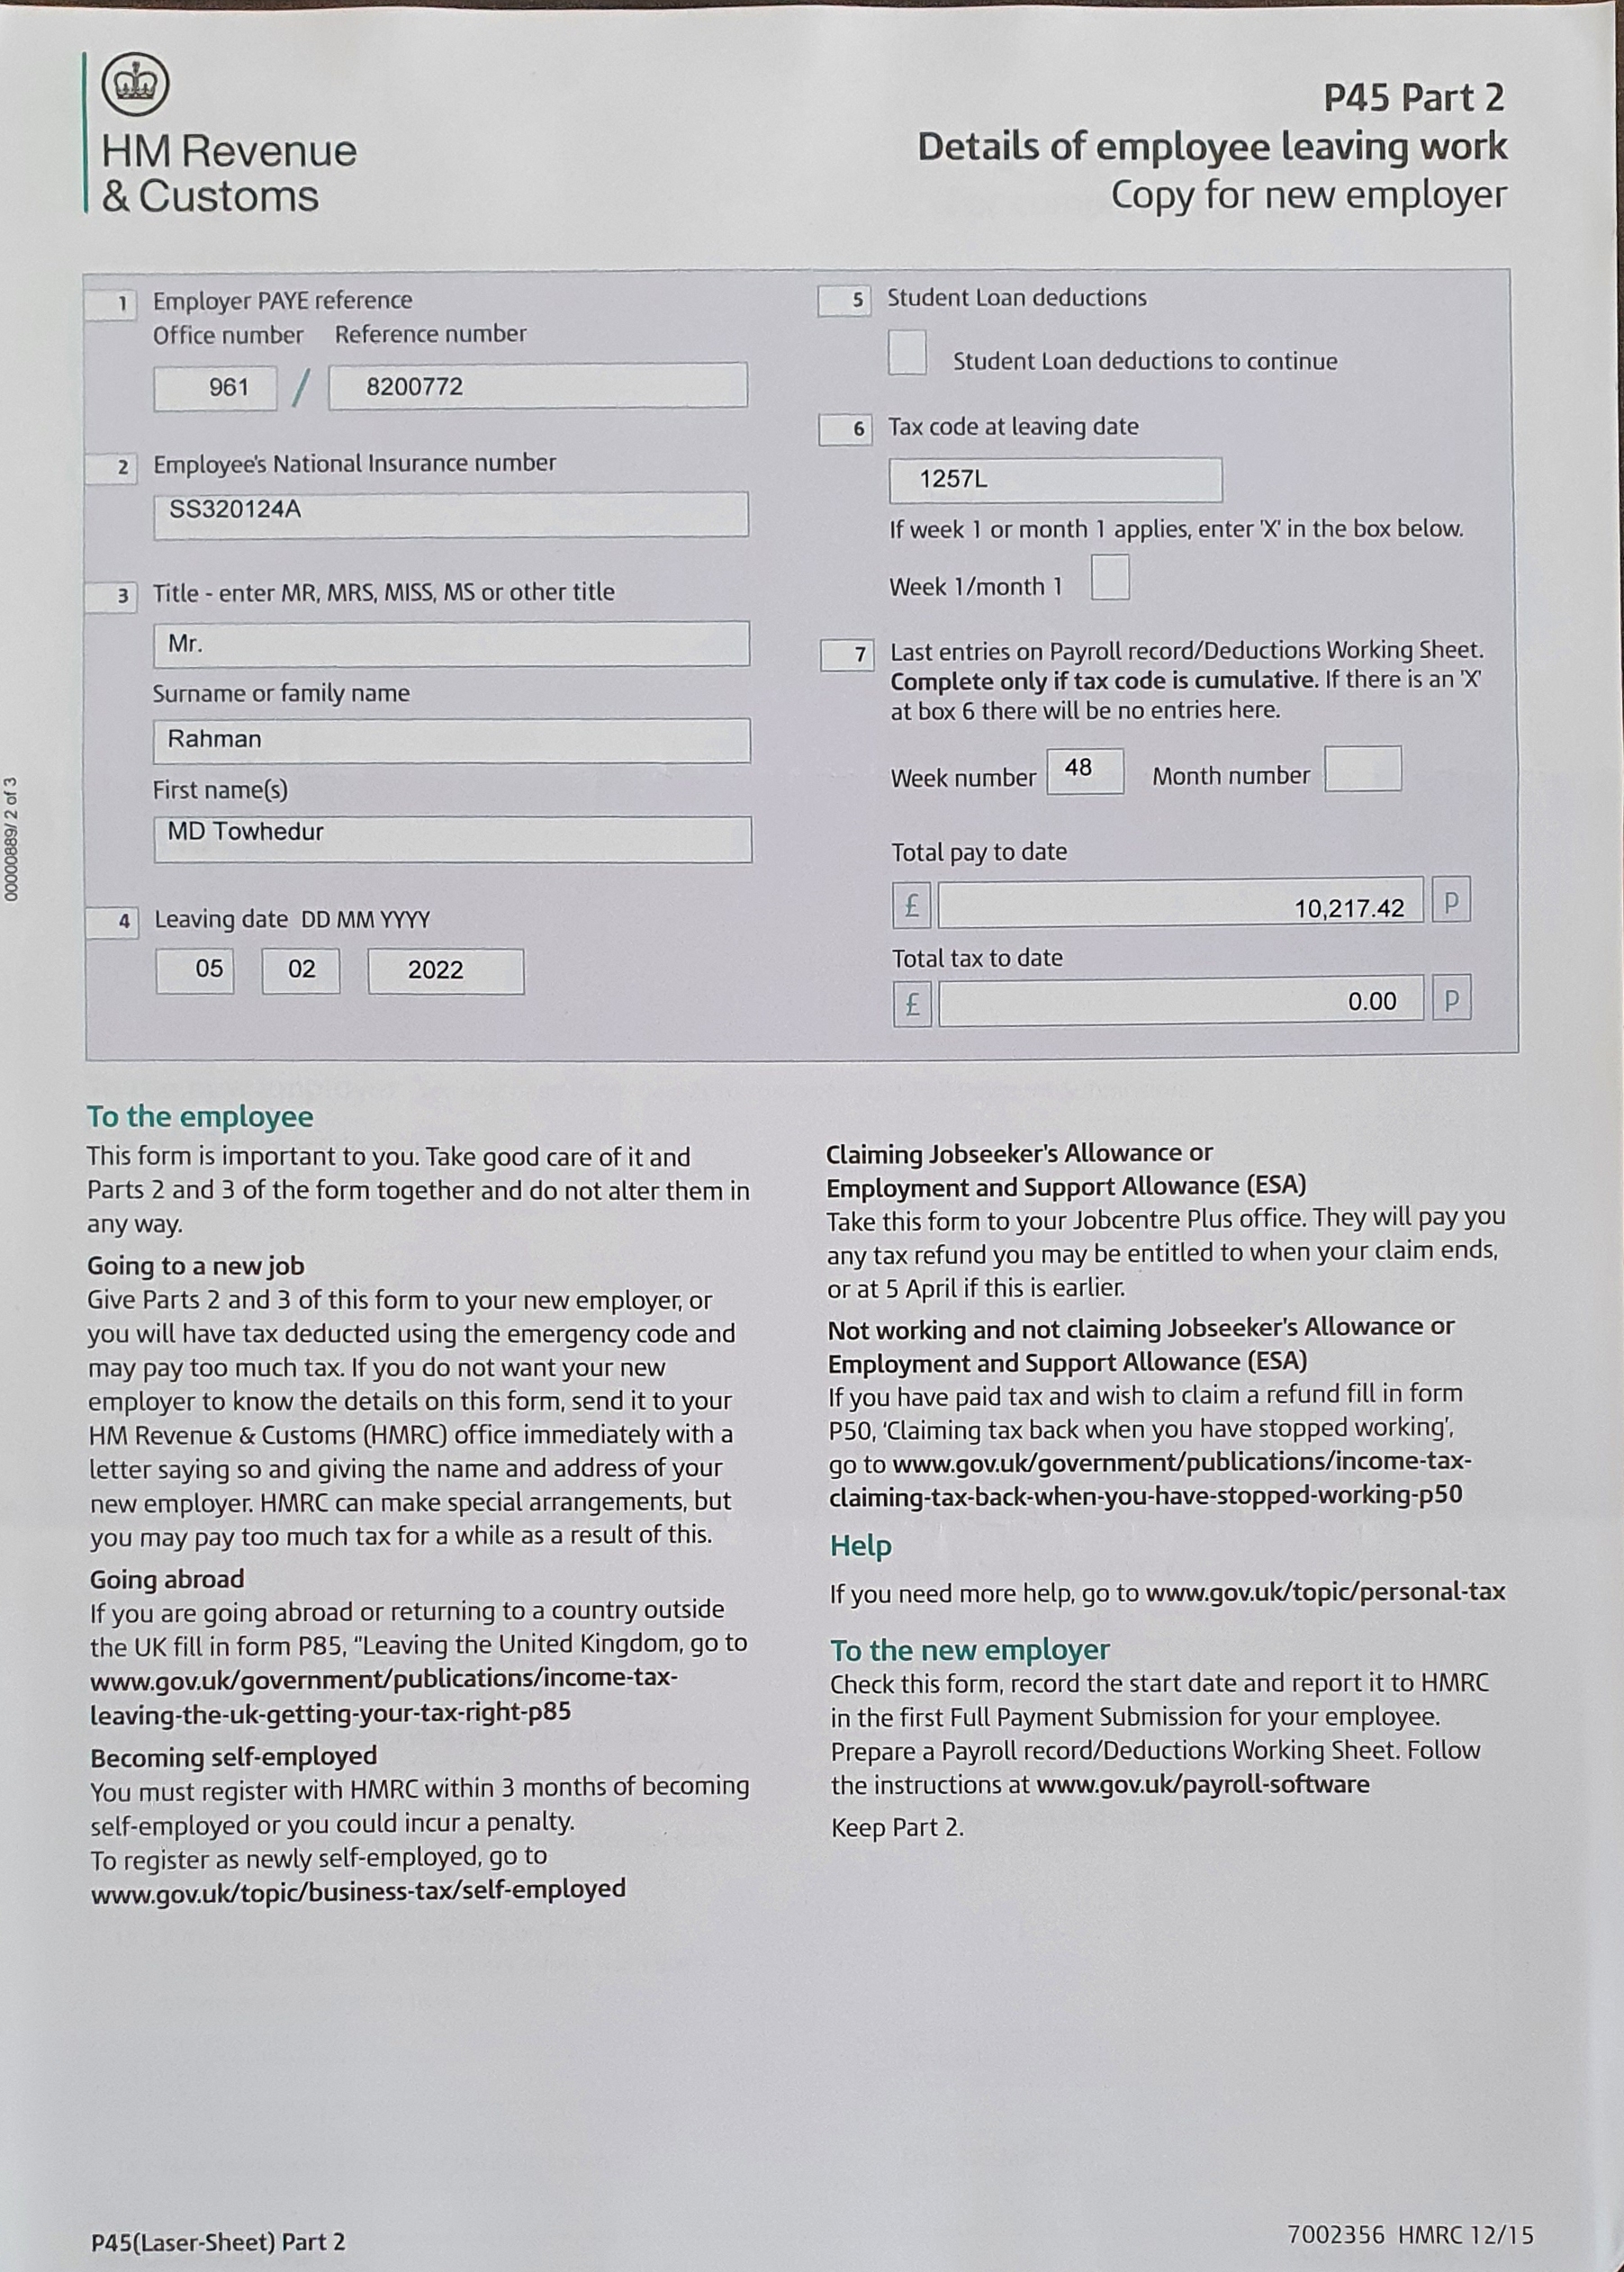 HM Revenue
& Customs
P45 Part 2
Details of employee leaving work
Copy for new employer
1 Employer PAYE reference
Office number Reference number
961 / 8200772
2 Employee's National Insurance number
SS320124A
3 Title - enter MR, MRS, MISS, MS or other title
Mr.
Surname or family name
Rahman
First name(s)
MD Towhedur
4 Leaving date DD MM YYYY
05 02 2022
5 Student Loan deductions
Student Loan deductions to continue
6 Tax code at leaving date
1257L
If week 1 or month 1 applies, enter 'X' in the box below.
Week 1/month 1
7 Last entries on Payroll record/Deductions Working Sheet.
Complete only if tax code is cumulative. If there is an 'X'
at box 6 there will be no entries here.
Week number 48 Month number
Total pay to date
£ 10,217.42 p
Total tax to date
£ 0.00 p
00000889/ 2 of 3
To the employee
This form is important to you. Take good care of it and
Parts 2 and 3 of the form together and do not alter them in
any way.
Going to a new job
Give Parts 2 and 3 of this form to your new employer, or
you will have tax deducted using the emergency code and
may pay too much tax. If you do not want your new
employer to know the details on this form, send it to your
HM Revenue & Customs (HMRC) office immediately with a
letter saying so and giving the name and address of your
new employer. HMRC can make special arrangements, but
you may pay too much tax for a while as a result of this.
Going abroad
If you are going abroad or returning to a country outside
the UK fill in form P85, "Leaving the United Kingdom, go to
www.gov.uk/government/publications/income-tax-
leaving-the-uk-getting-your-tax-right-p85
Becoming self-employed
You must register with HMRC within 3 months of becoming
self-employed or you could incur a penalty.
To register as newly self-employed, go to
www.gov.uk/topic/business-tax/self-employed
Claiming Jobseeker's Allowance or
Employment and Support Allowance (ESA)
Take this form to your Jobcentre Plus office. They will pay you
any tax refund you may be entitled to when your claim ends,
or at 5 April if this is earlier.
Not working and not claiming Jobseeker's Allowance or
Employment and Support Allowance (ESA)
If you have paid tax and wish to claim a refund fill in form
P50, 'Claiming tax back when you have stopped working',
go to www.gov.uk/government/publications/income-tax-
claiming-tax-back-when-you-have-stopped-working-p50
Help
If you need more help, go to www.gov.uk/topic/personal-tax
To the new employer
Check this form, record the start date and report it to HMRC
in the first Full Payment Submission for your employee.
Prepare a Payroll record/Deductions Working Sheet. Follow
the instructions at www.gov.uk/payroll-software
Keep Part 2.
P45(Laser-Sheet) Part 2
7002356 HMRC 12/15